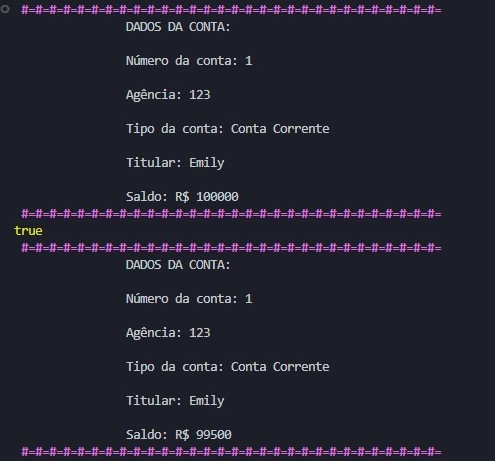 #=#=#=#=#=#=#=#=#=#=#=#=#=#=#=#=#=#=#=#=#=#=#=#=#=#=#=#=#=#=
DADOS DA CONTA:
Número da conta: 1
Agência: 123
Tipo da conta: Conta Corrente
Titular: Emily
Saldo: R$ 100000
#=#=#=#=#=#=#=#=#=#=#=#=#=#=#=#=#=#=#=#=#=#=#=#=#=#=#=#=#=#=
true
#=#=#=#=#=#=#=#=#=#=#=#=#=#=#=#=#=#=#=#=#=#=#=#=#=#=#=#=#=#=
DADOS DA CONTA:
Número da conta: 1
Agência: 123
Tipo da conta: Conta Corrente
Titular: Emily
Saldo: R$ 99500
#=#=#=#=#=#=#=#=#=#=#=#=#=#=#=#=#=#=#=#=#=#=#=#=#=#=#=#=#=#=